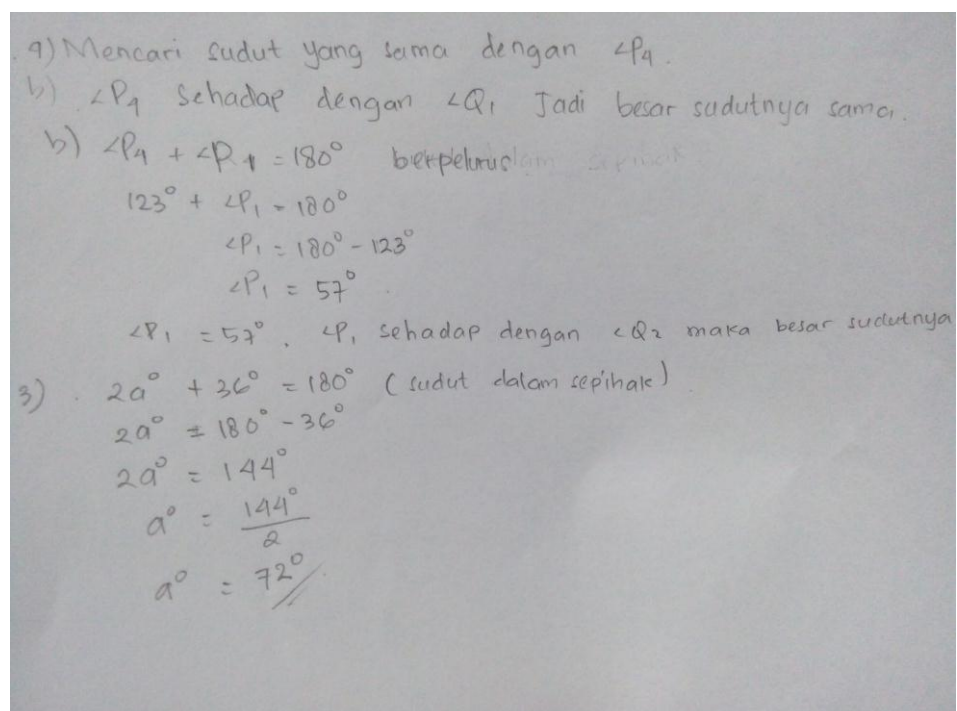 a) Mencari sudut yang sama dengan ∠P4.
b) ∠P4 Sehadap dengan ∠Q1 Jadi besar sudutnya sama.
b) ∠P4 + ∠P1 = 180° berpelurus
123° + ∠P1 = 180°
∠P1 = 180° - 123°
∠P1 = 57°.
∠P1 = 57°, ∠P1 sehadap dengan ∠Q2 maka besar sudutnya
3) 2a° + 36° = 180° (sudut dalam sepihak)
2a° = 180° - 36°
2a° = 144°
a° = 144°/2
a° = 72°//